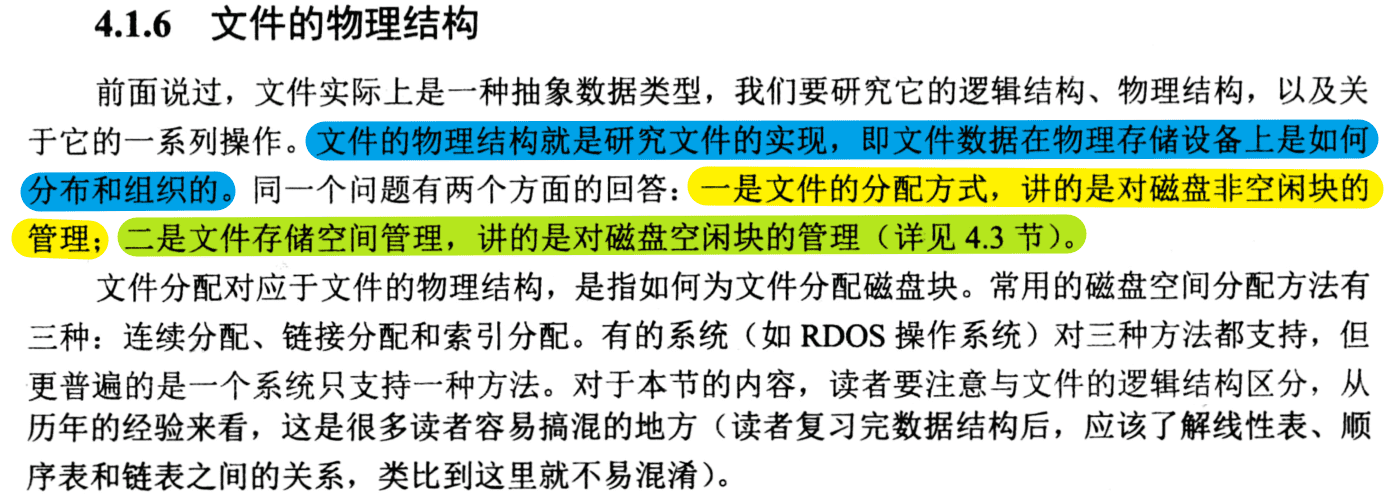 4.1.6 文件的物理结构
前面说过，文件实际上是一种抽象数据类型，我们要研究它的逻辑结构、物理结构，以及关
于它的一系列操作。文件的物理结构就是研究文件的实现，即文件数据在物理存储设备上是如何
分布和组织的。同一个问题有两个方面的回答：一是文件的分配方式，讲的是对磁盘非空闲块的
管理；二是文件存储空间管理，讲的是对磁盘空闲块的管理（详见 4.3 节）。
文件分配对应于文件的物理结构，是指如何为文件分配磁盘块。常用的磁盘空间分配方法有
三种：连续分配、链接分配和索引分配。有的系统（如 RDOS 操作系统）对三种方法都支持，但
更普遍的是一个系统只支持一种方法。对于本节的内容，读者要注意与文件的逻辑结构区分，从
历年的经验来看，这是很多读者容易搞混的地方（读者复习完数据结构后，应该了解线性表、顺
序表和链表之间的关系，类比到这里就不易混淆）。